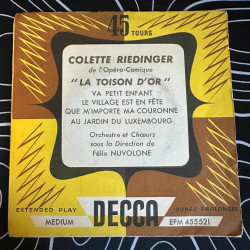 45
TOURS
COLETTE RIEDINGER
de l'Opéra-Comique
"LA TOISON D'OR"
VA PETIT ENFANT
LE VILLAGE EST EN FÊTE
QUE M'IMPORTE MA COURONNE
AU JARDIN DU LUXEMBOURG
Orchestre et Chœurs
sous la Direction de
Félix NUVOLONE
EXTENDED PLAY
DURÉE PROLONGÉE
MEDIUM
DECCA
EFM 455521